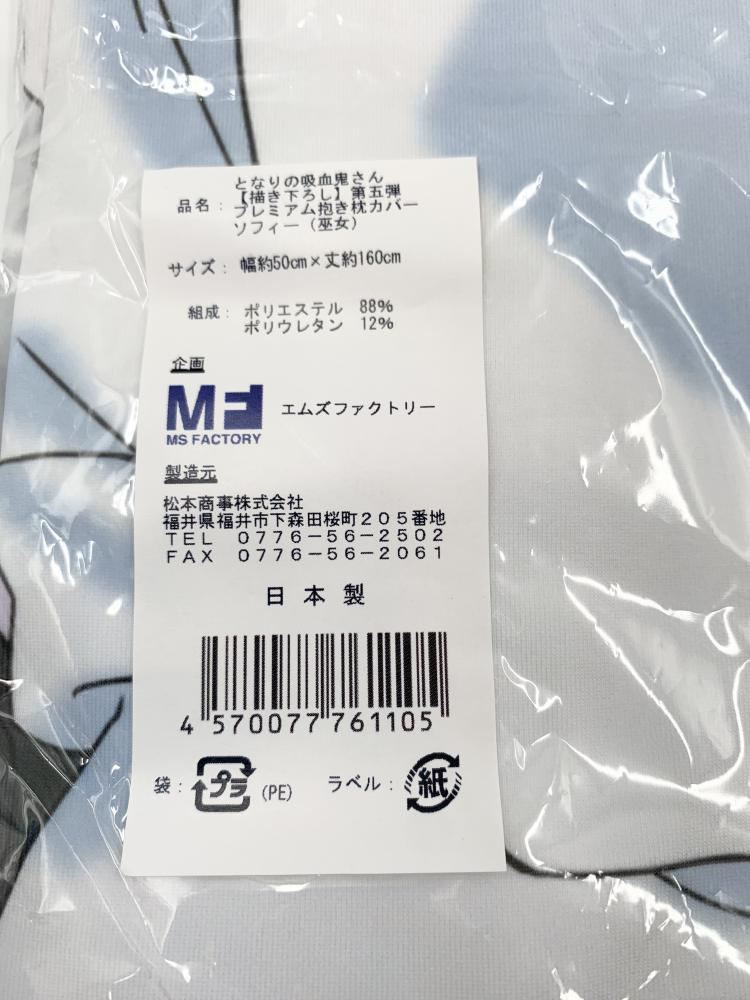 品名：
となりの吸血鬼さん
【描き下ろし】第五弾
プレミアム抱き枕カバー
ソフィー（巫女）
サイズ： 幅約50cm×丈約160cm
組成： ポリエステル 88%
ポリウレタン 12%
企画
MF
MS FACTORY
エムズファクトリー
製造元
松本商事株式会社
福井県福井市下森田桜町２０５番地
ＴＥＬ ０７７６－５６－２５０２
ＦＡＸ ０７７６－５６－２０６１
日本製
4 570077 761105
袋： プラ (PE) ラベル： 紙